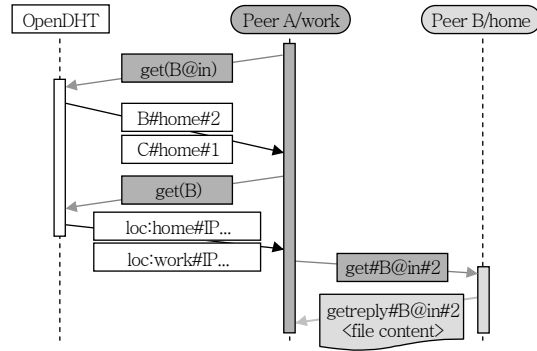 OpenDHT
Peer A/work
Peer B/home
get(B@in)
B#home#2
C#home#1
get(B)
loc:home#IP...
loc:work#IP...
get#B@in#2
getreply#B@in#2
<file content>